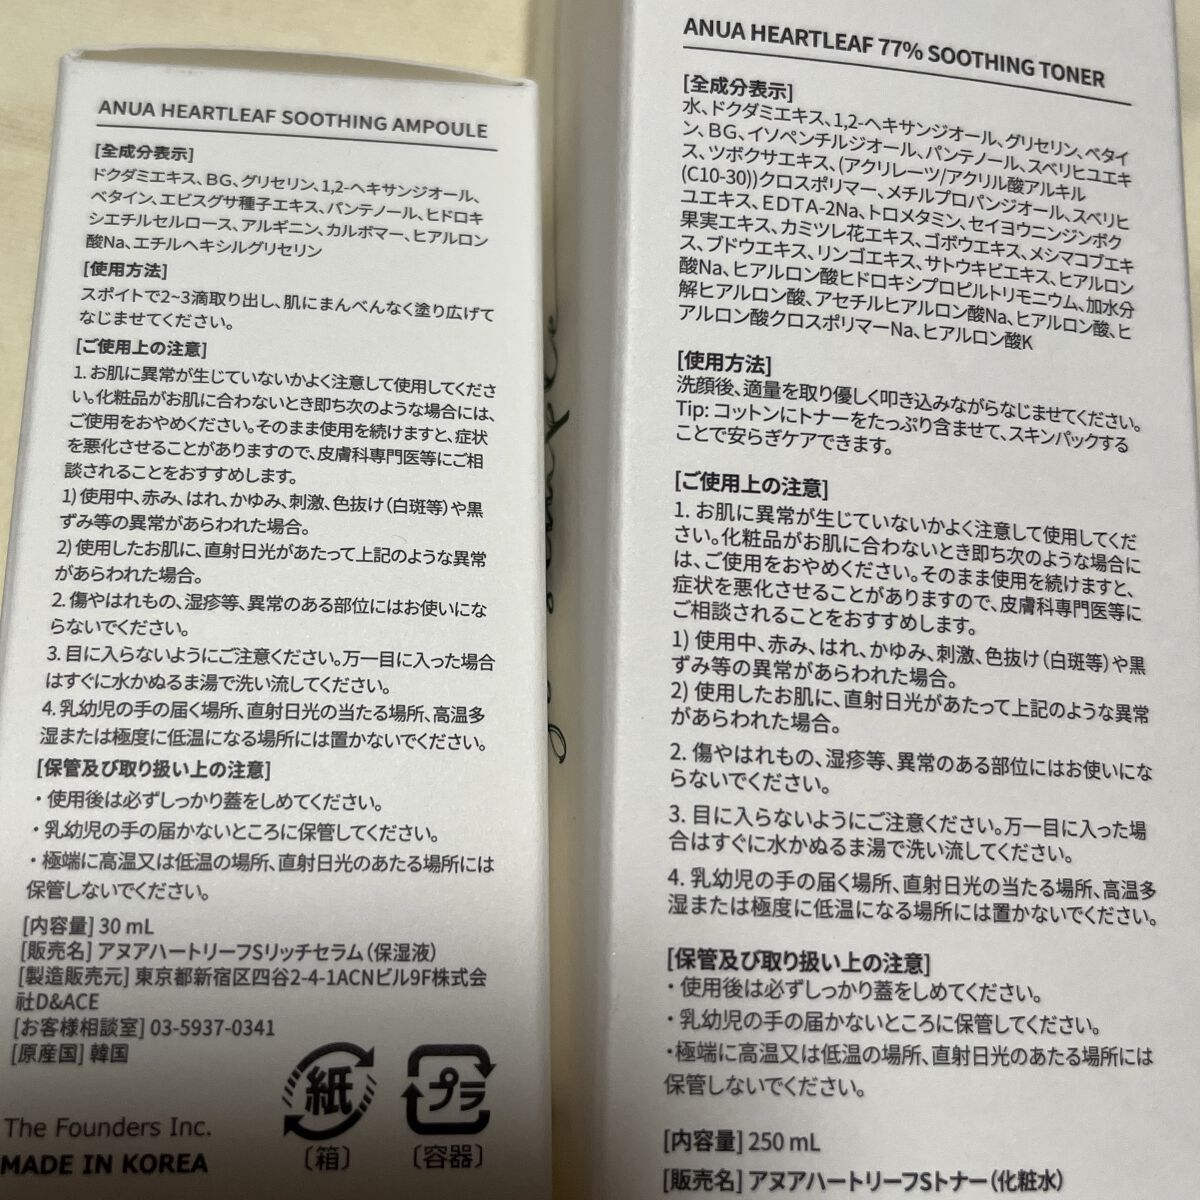 ANUA HEARTLEAF SOOTHING AMPOULE
[全成分表示]
ドクダミエキス、BG、グリセリン、1,2-ヘキサンジオール、
ベタイン、エビスグサ種子エキス、パンテノール、ヒドロキ
シエチルセルロース、アルギニン、カルボマー、ヒアルロン
酸Na、エチルヘキシルグリセリン
[使用方法]
スポイトで2~3滴取り出し、肌にまんべんなく塗り広げて
なじませてください。
[ご使用上の注意]
1. お肌に異常が生じていないかよく注意して使用してくださ
い。化粧品がお肌に合わないとき即ち次のような場合には、
ご使用をおやめください。そのまま使用を続けますと、症状
を悪化させることがありますので、皮膚科専門医等にご相
談されることをおすすめします。
1) 使用中、赤み、はれ、かゆみ、刺激、色抜け(白斑等)や黒
ずみ等の異常があらわれた場合。
2) 使用したお肌に、直射日光があたって上記のような異常
があらわれた場合。
2. 傷やはれもの、湿疹等、異常のある部位にはお使いにな
らないでください。
3. 目に入らないようにご注意ください。万一目に入った場合
はすぐに水かぬるま湯で洗い流してください。
4. 乳幼児の手の届く場所、直射日光の当たる場所、高温多
湿または極度に低温になる場所には置かないでください。
[保管及び取り扱い上の注意]
・使用後は必ずしっかり蓋をしめてください。
・乳幼児の手の届かないところに保管してください。
・極端に高温又は低温の場所、直射日光のあたる場所には
保管しないでください。
[内容量] 30 mL
[販売名] アヌアハートリーフSリッチセラム(保湿液)
[製造販売元] 東京都新宿区四谷2-4-1ACNビル9F株式会
社D&ACE
[お客様相談室] 03-5937-0341
[原産国] 韓国
紙
(箱)
プラ
(容器)
The Founders Inc.
MADE IN KOREA
ANUA HEARTLEAF 77% SOOTHING TONER
[全成分表示]
水、ドクダミエキス、1,2-ヘキサンジオール、グリセリン、ベタイ
ン、BG、イソペンチルジオール、パンテノール、スベリヒユエキ
ス、ツボクサエキス、(アクリレーツ/アクリル酸アルキル
(C10-30))クロスポリマー、メチルプロパンジオール、スベリヒ
ユエキス、EDTA-2Na、トロメタミン、セイヨウニンジンボク
果実エキス、カミツレ花エキス、ゴボウエキス、メシマコブエキ
ス、ブドウエキス、リンゴエキス、サトウキビエキス、ヒアルロン
酸Na、ヒアルロン酸ヒドロキシプロピルトリモニウム、加水分
解ヒアルロン酸、アセチルヒアルロン酸Na、ヒアルロン酸、ヒ
アルロン酸クロスポリマーNa、ヒアルロン酸K
[使用方法]
洗顔後、適量を取り優しく叩き込みながらなじませてください。
Tip: コットンにトナーをたっぷり含ませて、スキンパックする
ことで安らぎケアできます。
[ご使用上の注意]
1. お肌に異常が生じていないかよく注意して使用してくだ
さい。化粧品がお肌に合わないとき即ち次のような場合に
は、ご使用をおやめください。そのまま使用を続けますと、
症状を悪化させることがありますので、皮膚科専門医等に
ご相談されることをおすすめします。
1) 使用中、赤み、はれ、かゆみ、刺激、色抜け(白斑等)や黒
ずみ等の異常があらわれた場合。
2) 使用したお肌に、直射日光があたって上記のような異常
があらわれた場合。
2. 傷やはれもの、湿疹等、異常のある部位にはお使いにな
らないでください。
3. 目に入らないようにご注意ください。万一目に入った場
合はすぐに水かぬるま湯で洗い流してください。
4. 乳幼児の手の届く場所、直射日光の当たる場所、高温多
湿または極度に低温になる場所には置かないでください。
[保管及び取り扱い上の注意]
・使用後は必ずしっかり蓋をしめてください。
・乳幼児の手の届かないところに保管してください。
・極端に高温又は低温の場所、直射日光のあたる場所には
保管しないでください。
[内容量] 250 mL
[販売名] アヌアハートリーフSトナー(化粧水)